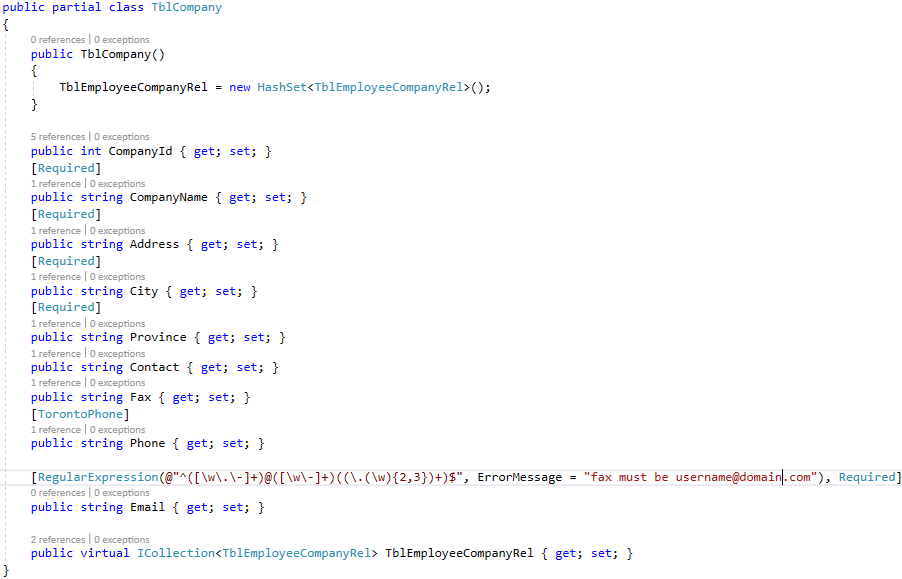 public partial class TblCompany
{
0 references | 0 exceptions
public TblCompany()
{
TblEmployeeCompanyRel = new HashSet<TblEmployeeCompanyRel>();
}
5 references | 0 exceptions
public int CompanyId { get; set; }
[Required]
1 reference | 0 exceptions
public string CompanyName { get; set; }
[Required]
1 reference | 0 exceptions
public string Address { get; set; }
[Required]
1 reference | 0 exceptions
public string City { get; set; }
[Required]
1 reference | 0 exceptions
public string Province { get; set; }
1 reference | 0 exceptions
public string Contact { get; set; }
1 reference | 0 exceptions
public string Fax { get; set; }
[TorontoPhone]
1 reference | 0 exceptions
public string Phone { get; set; }
[RegularExpression(@"^([\w\.\-]+)@([\w\-]+)((\.(\w){2,3})+)$", ErrorMessage = "fax must be username@domain.com"), Required]
0 references | 0 exceptions
public string Email { get; set; }
2 references | 0 exceptions
public virtual ICollection<TblEmployeeCompanyRel> TblEmployeeCompanyRel { get; set; }
}